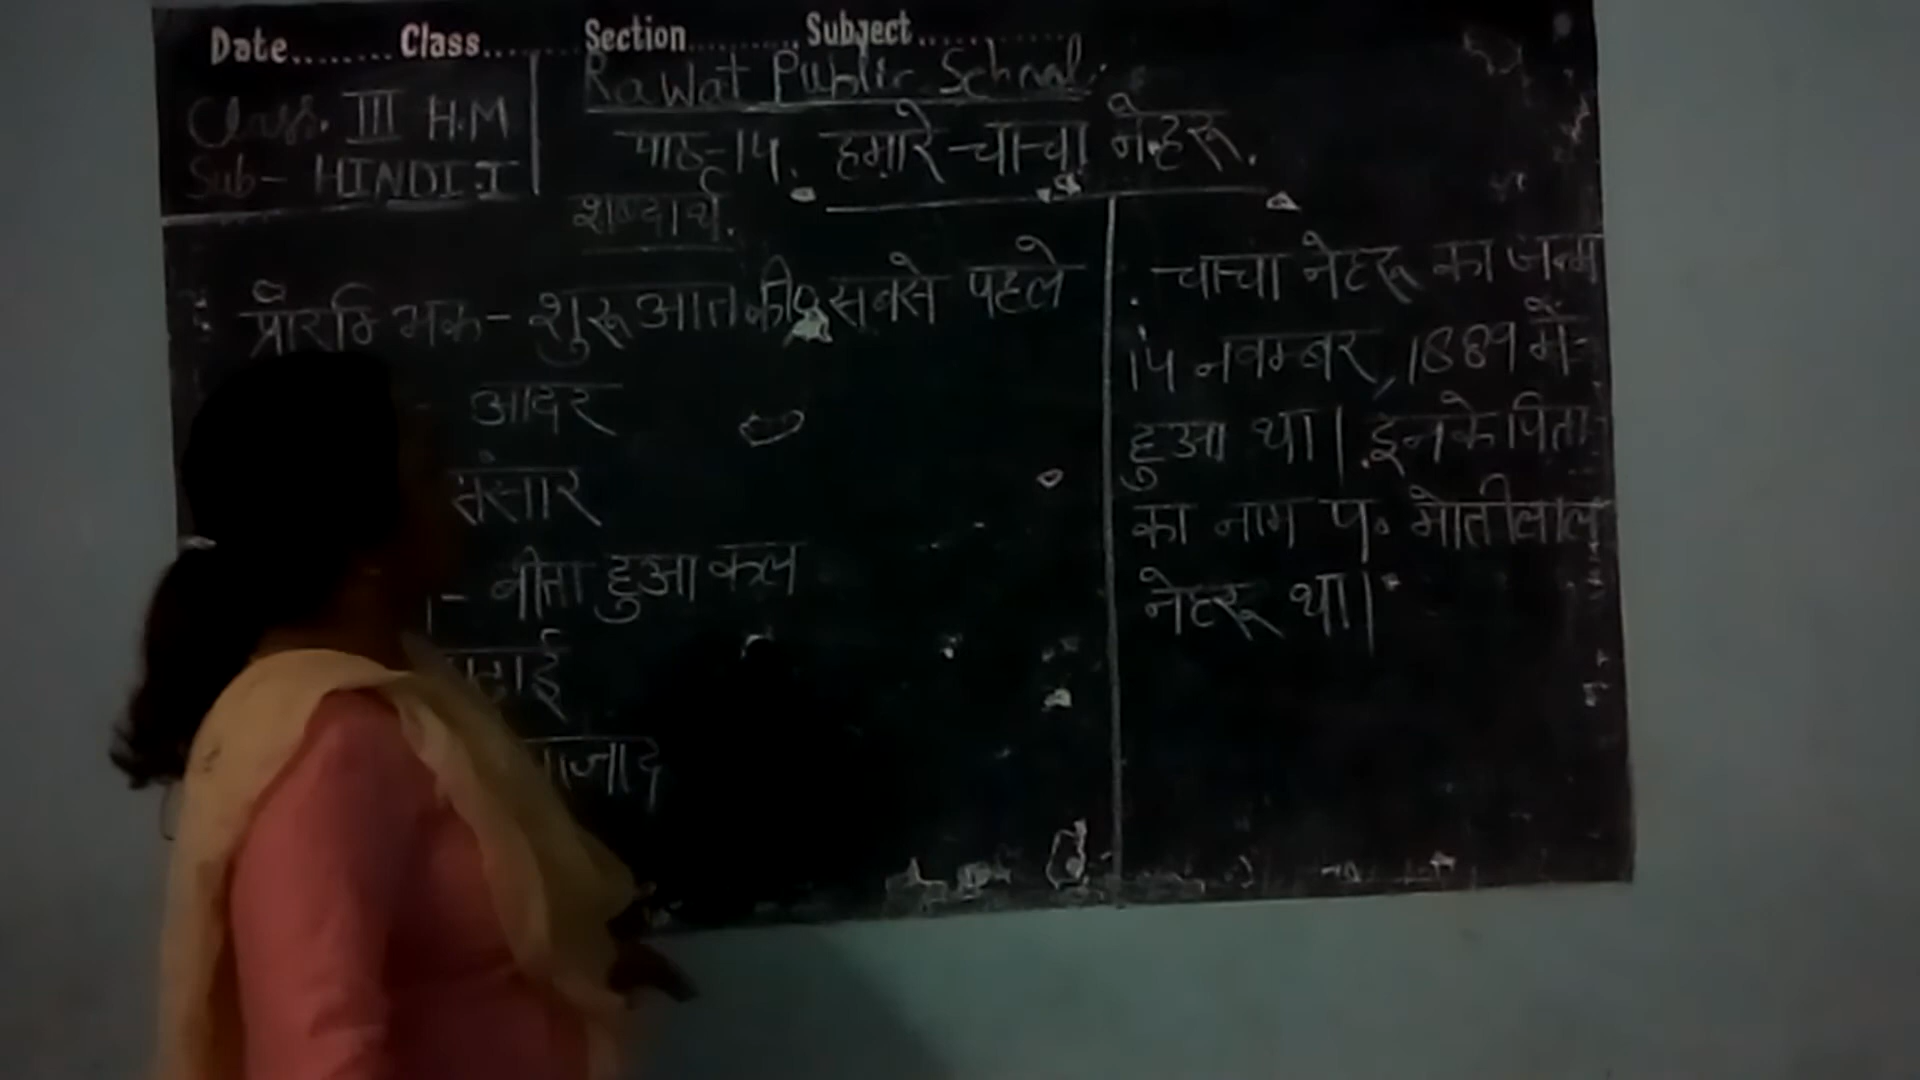 Date........ Class....... Section......... Subject............
Rawat Public School.
Class. III H.M
Sub- HINDI-I
पाठ-14. हमारे चाचा नेहरू.
शब्दार्थ.
प्रारम्भिक - शुरूआत की सबसे पहले
- आदर
संसार
- बीता हुआ कल
चाचा नेहरू का जन्म
14 नवम्बर, 1889 में
हुआ था। इनके पिता
का नाम प. मोतीलाल
नेहरू था।